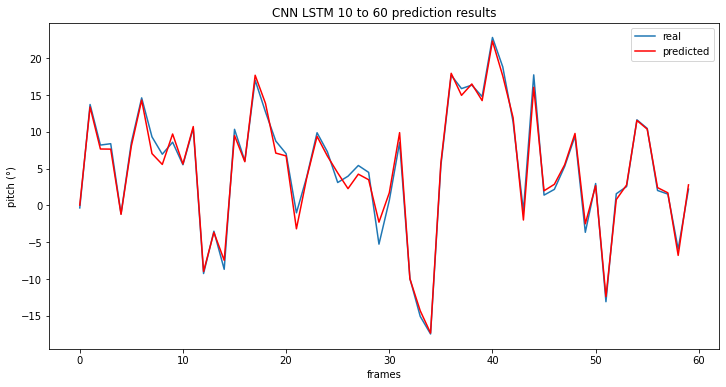 CNN LSTM 10 to 60 prediction results
real
predicted
20
15
10
5
0
−5
−10
−15
pitch (°)
0 10 20 30 40 50 60
frames